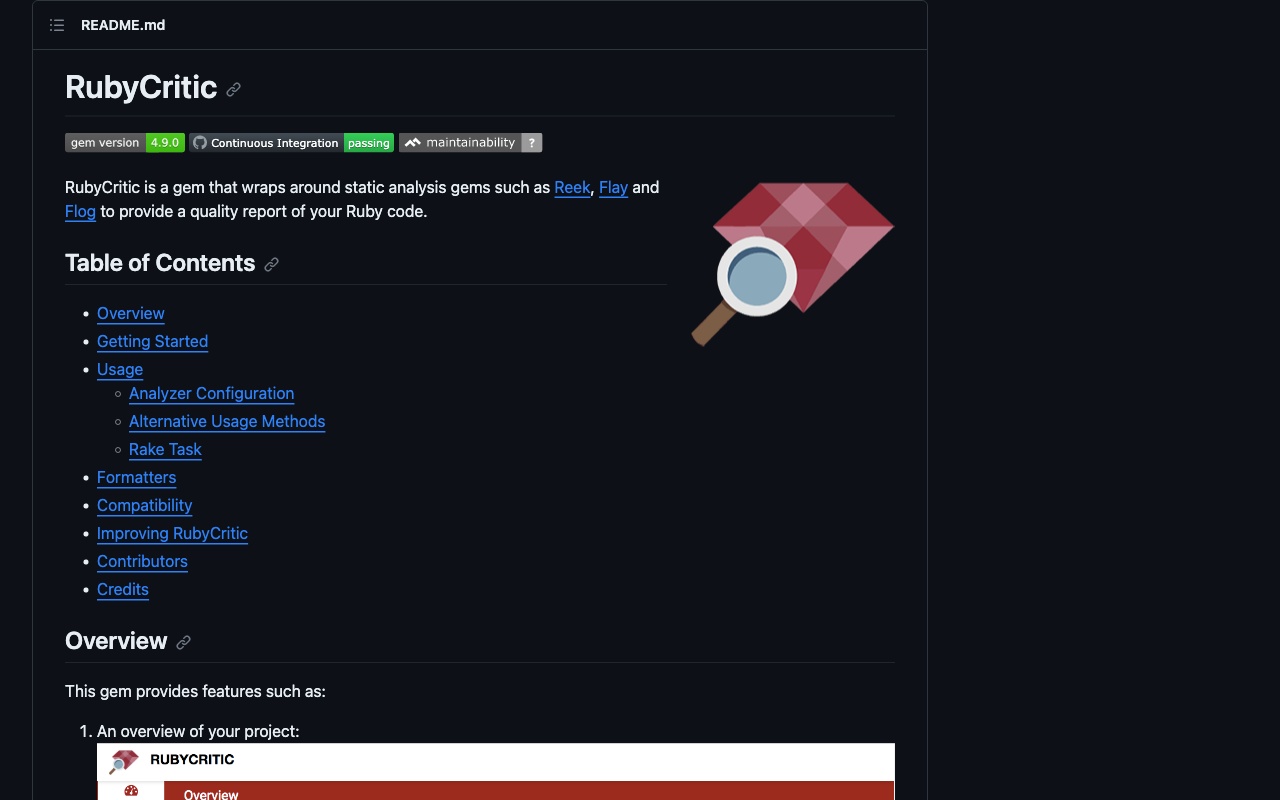 README.md
RubyCritic
gem version 4.9.0 Continuous Integration passing maintainability ?
RubyCritic is a gem that wraps around static analysis gems such as Reek, Flay and
Flog to provide a quality report of your Ruby code.
Table of Contents
Overview
Getting Started
Usage
Analyzer Configuration
Alternative Usage Methods
Rake Task
Formatters
Compatibility
Improving RubyCritic
Contributors
Credits
Overview
This gem provides features such as:
1. An overview of your project:
RUBYCRITIC
Overview